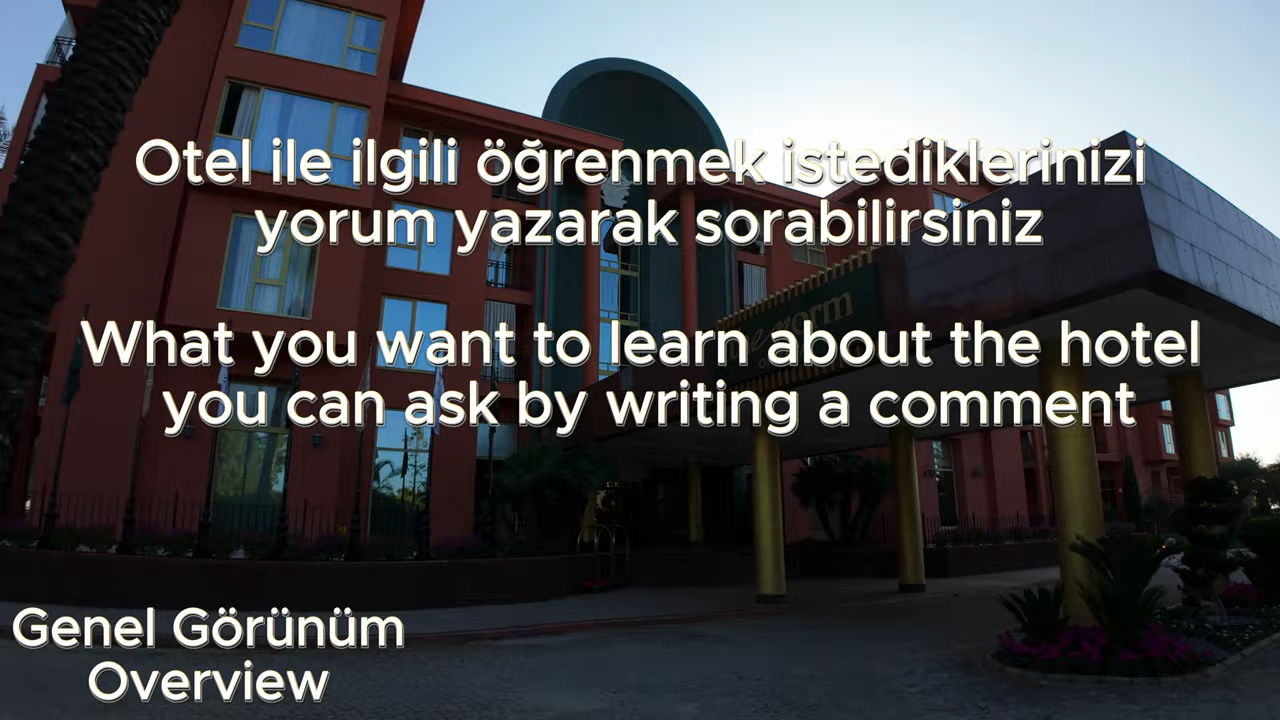 Otel ile ilgili öğrenmek istediklerinizi
yorum yazarak sorabilirsiniz
What you want to learn about the hotel
you can ask by writing a comment
Genel Görünüm
Overview